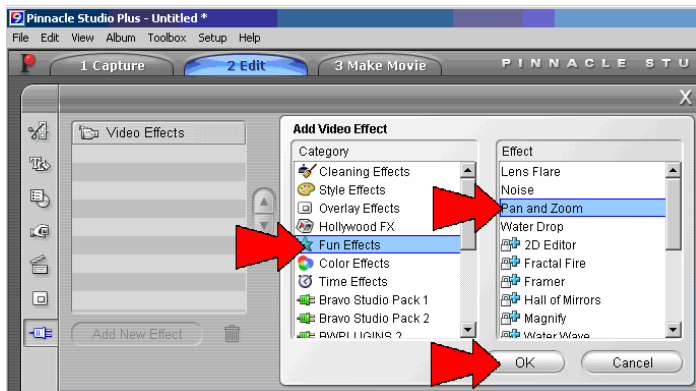 Pinnacle Studio Plus - Untitled *
File Edit View Album Toolbox Setup Help
1 Capture 2 Edit 3 Make Movie PINNACLE STU
X
Video Effects
Add New Effect
Add Video Effect
Category
Cleaning Effects
Style Effects
Overlay Effects
Hollywood FX
Fun Effects
Color Effects
Time Effects
Bravo Studio Pack 1
Bravo Studio Pack 2
BWPLUGINS 2
Effect
Lens Flare
Noise
Pan and Zoom
Water Drop
2D Editor
Fractal Fire
Framer
Hall of Mirrors
Magnify
Water Wave
OK Cancel